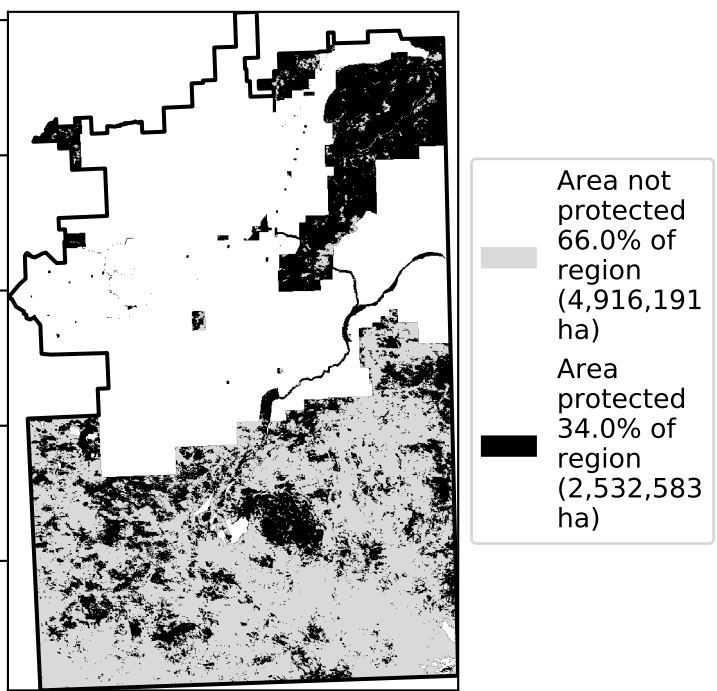 Area not
protected
66.0% of
region
(4,916,191
ha)
Area
protected
34.0% of
region
(2,532,583
ha)